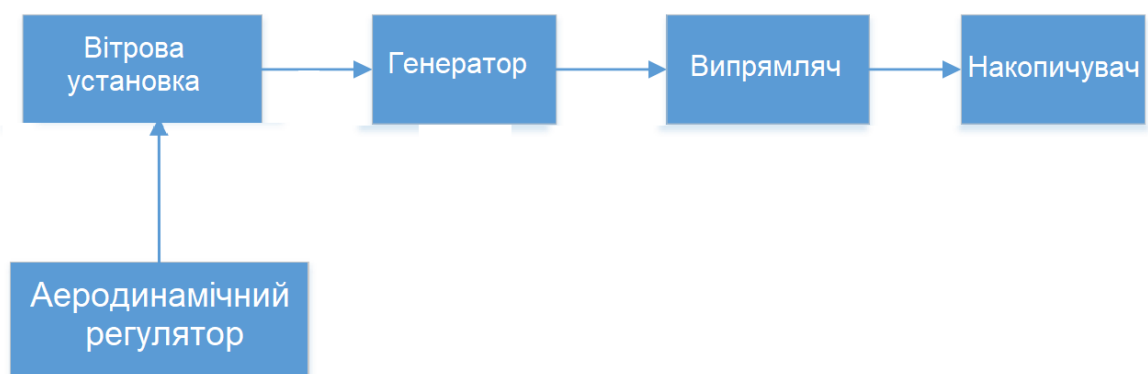 Вітрова
установка
Генератор
Випрямляч
Накопичувач
Аеродинамічний
регулятор